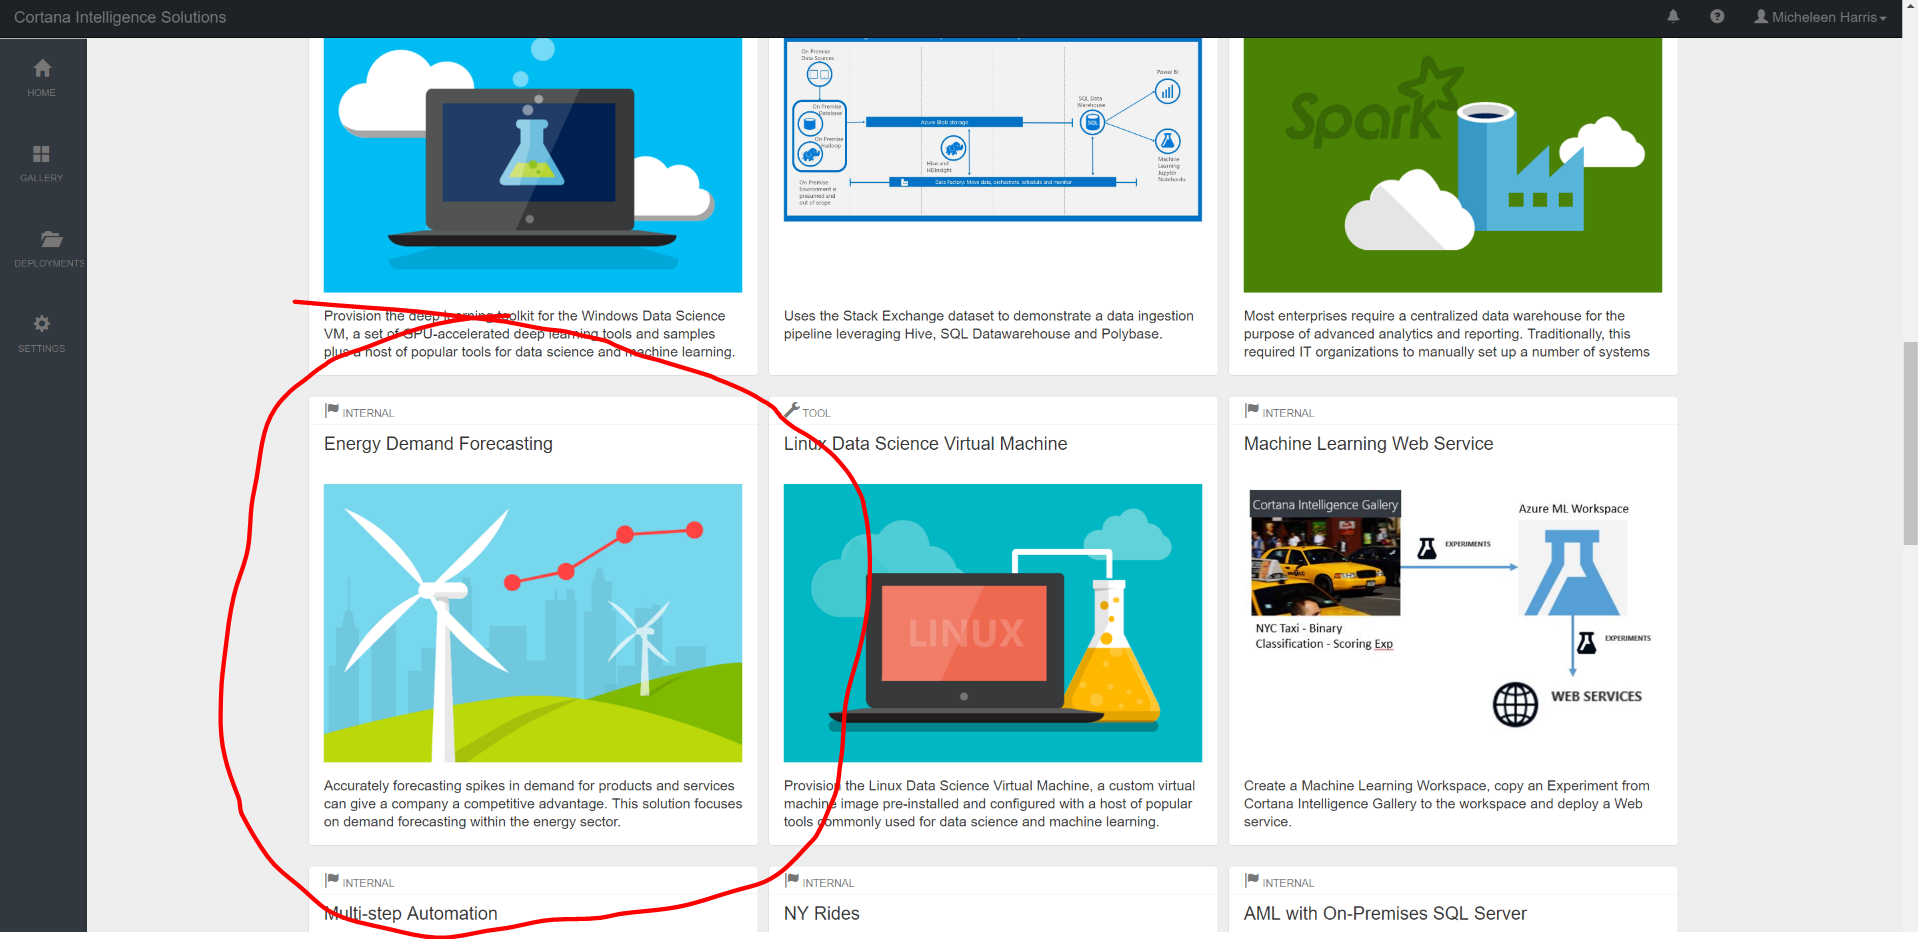 Cortana Intelligence Solutions
Micheleen Harris
HOME
GALLERY
DEPLOYMENTS
SETTINGS
Provision the deep learning toolkit for the Windows Data Science
VM, a set of GPU-accelerated deep learning tools and samples
plus a host of popular tools for data science and machine learning.
On Premise
Data Sources
On Premise
Database
On Premise
Hadoop
On Premise
Environment is
presumed and
out of scope
Azure Blob storage
Hive and
HDInsight
Data Factory: Move data, orchestrate, schedule and monitor
SQL Data
Warehouse
SQL
Power BI
Machine
Learning
Jupyter
Notebooks
Uses the Stack Exchange dataset to demonstrate a data ingestion
pipeline leveraging Hive, SQL Datawarehouse and Polybase.
Spark
Most enterprises require a centralized data warehouse for the
purpose of advanced analytics and reporting. Traditionally, this
required IT organizations to manually set up a number of systems
INTERNAL
Energy Demand Forecasting
Accurately forecasting spikes in demand for products and services
can give a company a competitive advantage. This solution focuses
on demand forecasting within the energy sector.
TOOL
Linux Data Science Virtual Machine
LINUX
Provision the Linux Data Science Virtual Machine, a custom virtual
machine image pre-installed and configured with a host of popular
tools commonly used for data science and machine learning.
INTERNAL
Machine Learning Web Service
Cortana Intelligence Gallery
NYC Taxi - Binary
Classification - Scoring Exp
EXPERIMENTS
Azure ML Workspace
EXPERIMENTS
WEB SERVICES
Create a Machine Learning Workspace, copy an Experiment from
Cortana Intelligence Gallery to the workspace and deploy a Web
service.
INTERNAL
Multi-step Automation
INTERNAL
NY Rides
INTERNAL
AML with On-Premises SQL Server